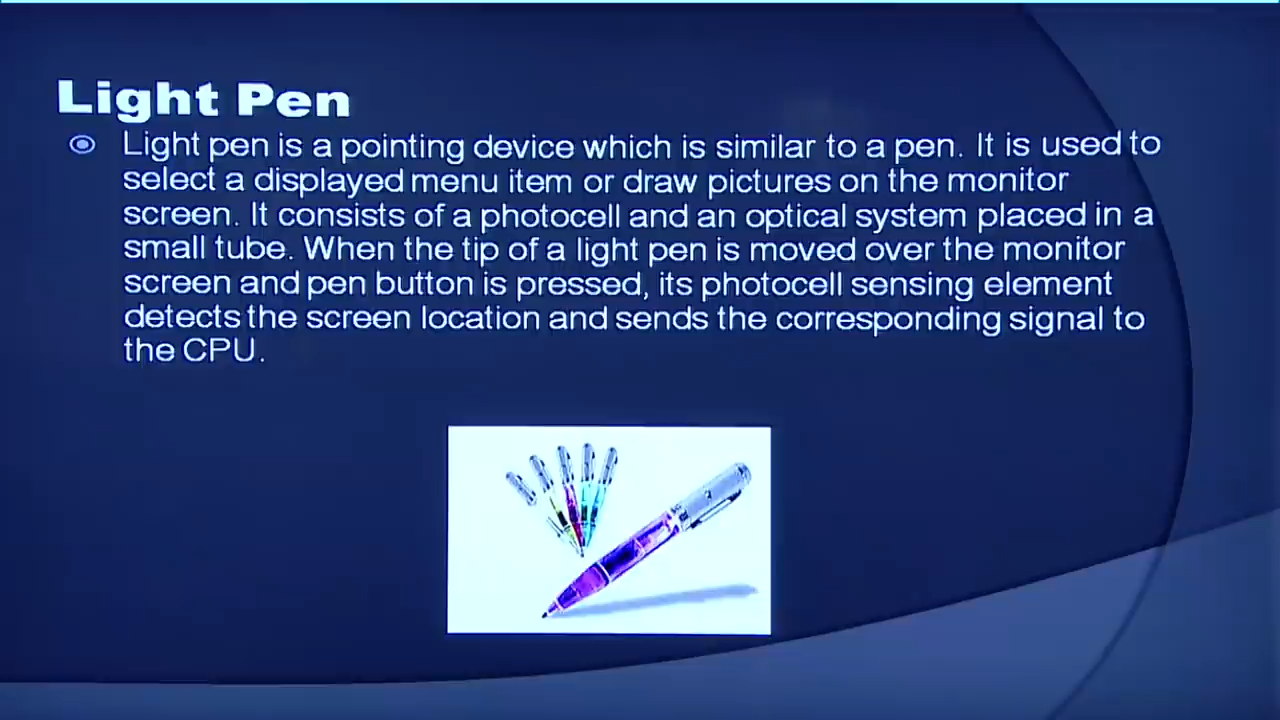 Light Pen
Light pen is a pointing device which is similar to a pen. It is used to
select a displayed menu item or draw pictures on the monitor
screen. It consists of a photocell and an optical system placed in a
small tube. When the tip of a light pen is moved over the monitor
screen and pen button is pressed, its photocell sensing element
detects the screen location and sends the corresponding signal to
the CPU.